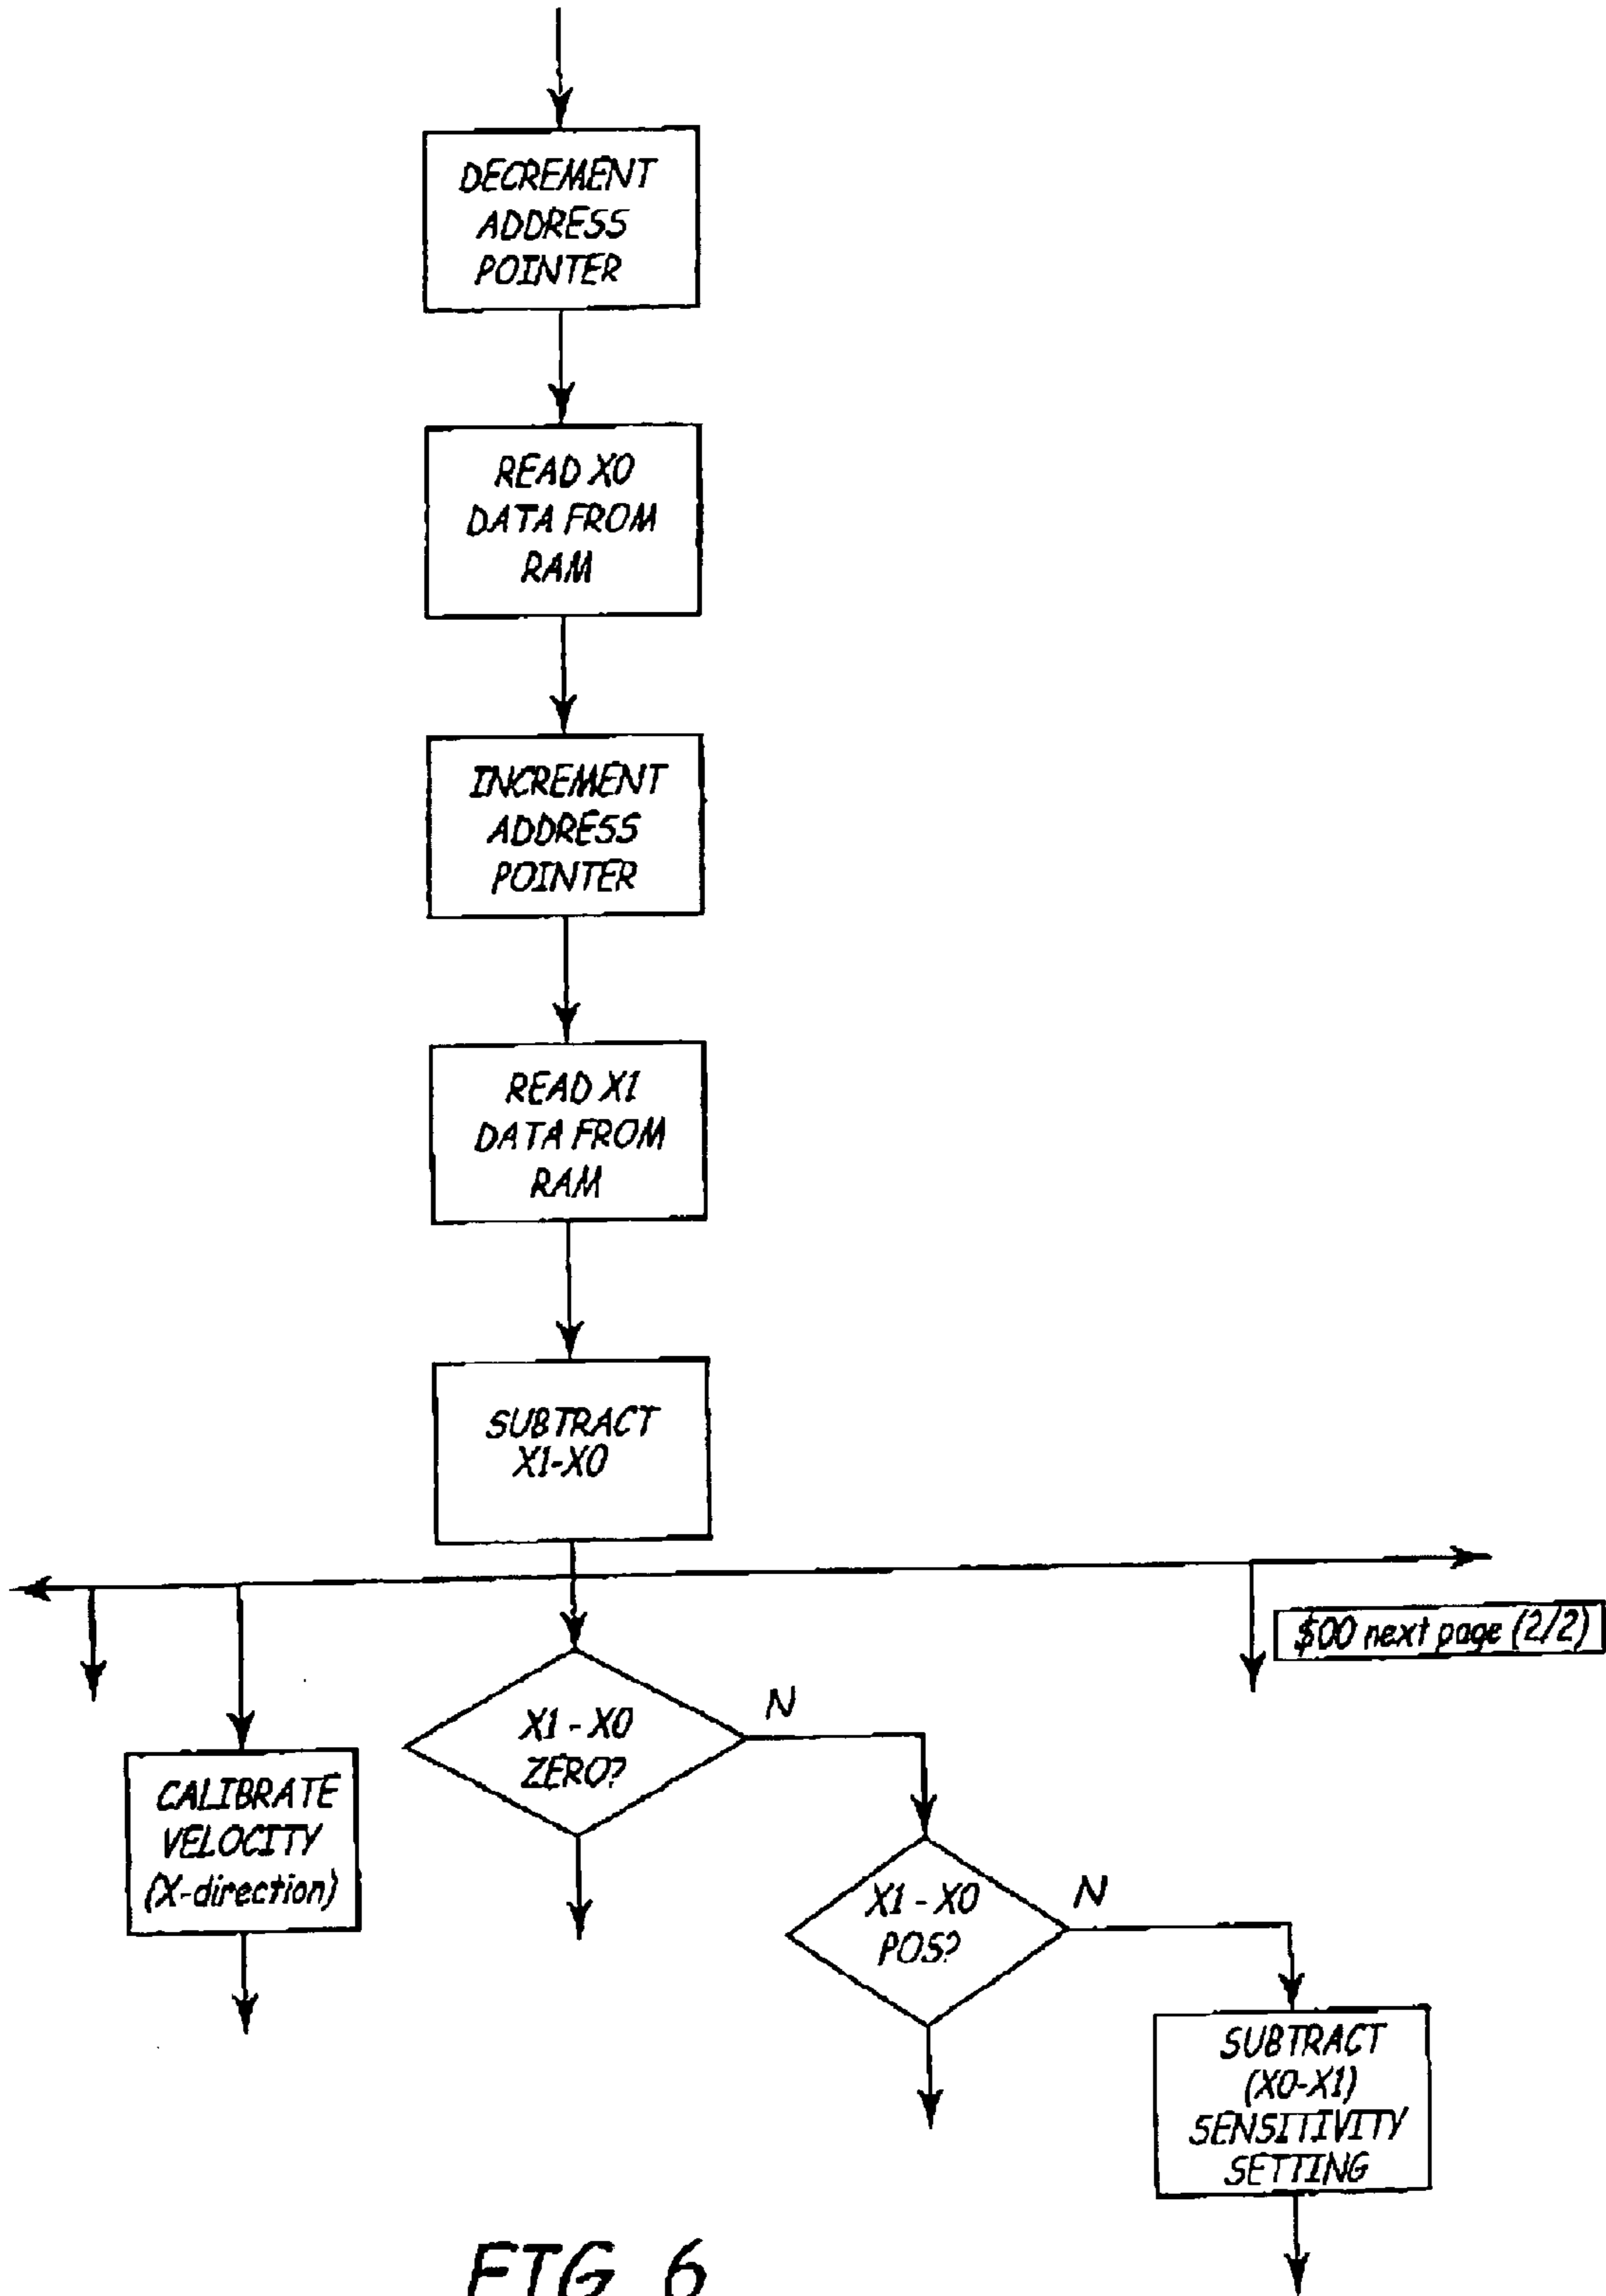 DECREMENT
ADDRESS
POINTER
READ X0
DATA FROM
RAM
INCREMENT
ADDRESS
POINTER
READ X1
DATA FROM
RAM
SUBTRACT
X1-X0
$00 next page (2/2)
X1 - X0
ZERO?
N
CALIBRATE
VELOCITY
(X-direction)
X1 - X0
POS?
N
SUBTRACT
(X0-X1)
SENSITIVITY
SETTING
FIG 6